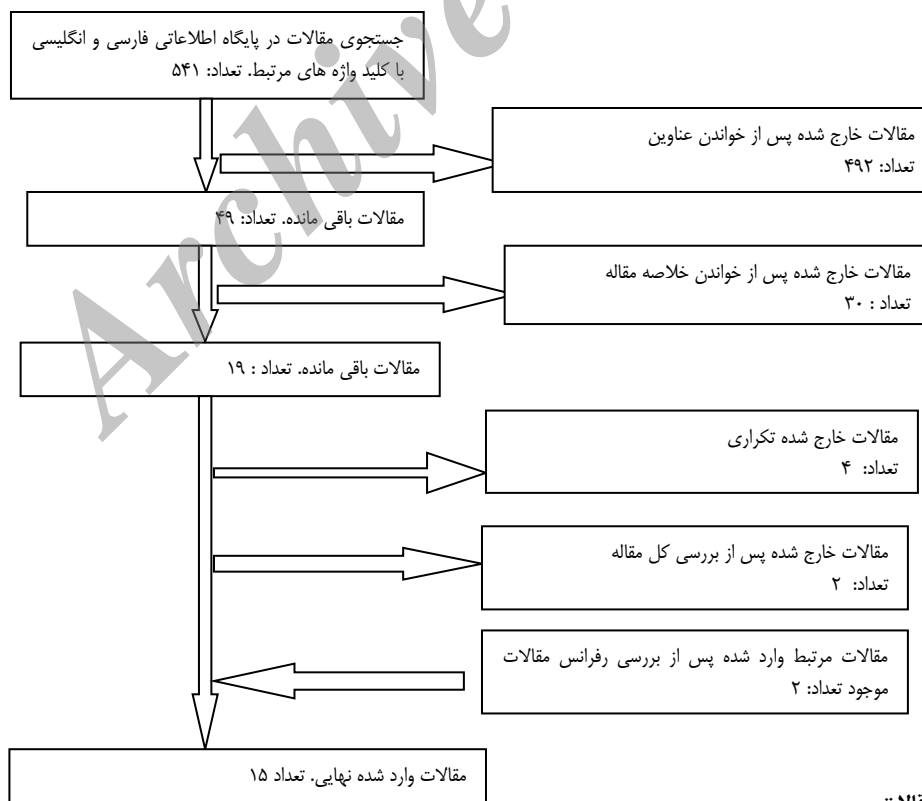 جستجوی مقالات در پایگاه اطلاعاتی فارسی و انگلیسی
با کلید واژه های مرتبط. تعداد: ۵۴۱
مقالات خارج شده پس از خواندن عناوین
تعداد: ۴۹۲
مقالات باقی مانده. تعداد: ۴۹
مقالات خارج شده پس از خواندن خلاصه مقاله
تعداد : ۳۰
مقالات باقی مانده. تعداد : ۱۹
مقالات خارج شده تکراری
تعداد: ۴
مقالات خارج شده پس از بررسی کل مقاله
تعداد: ۲
مقالات مرتبط وارد شده پس از بررسی رفرانس مقالات
موجود تعداد: ۲
مقالات وارد شده نهایی. تعداد ۱۵
Archive